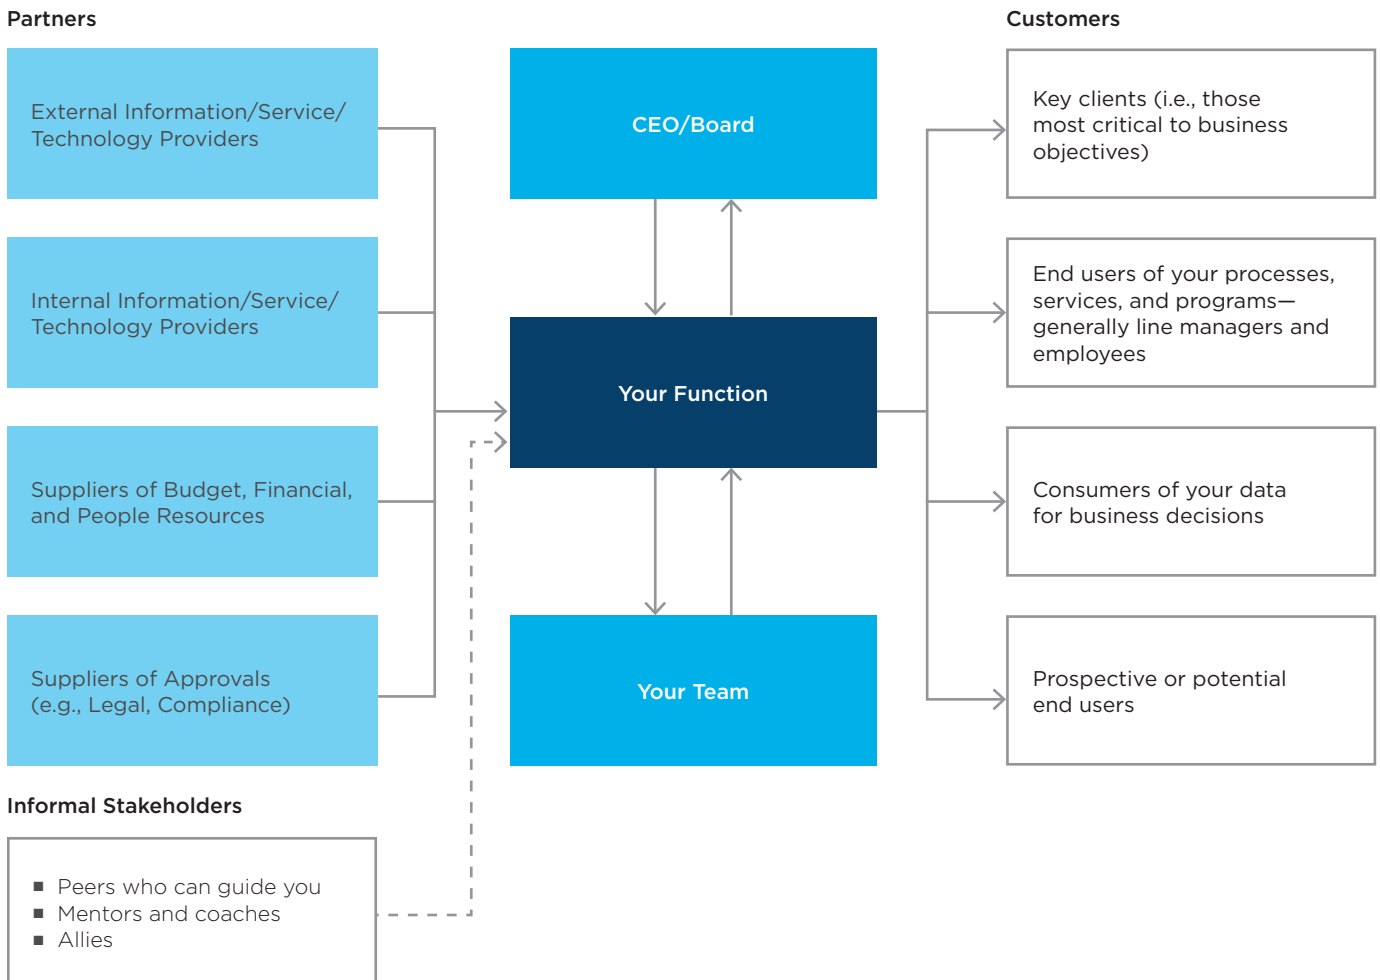 Partners
External Information/Service/
Technology Providers
Internal Information/Service/
Technology Providers
Suppliers of Budget, Financial,
and People Resources
Suppliers of Approvals
(e.g., Legal, Compliance)
Informal Stakeholders
■ Peers who can guide you
■ Mentors and coaches
■ Allies
CEO/Board
Your Function
Your Team
Customers
Key clients (i.e., those
most critical to business
objectives)
End users of your processes,
services, and programs—
generally line managers and
employees
Consumers of your data
for business decisions
Prospective or potential
end users